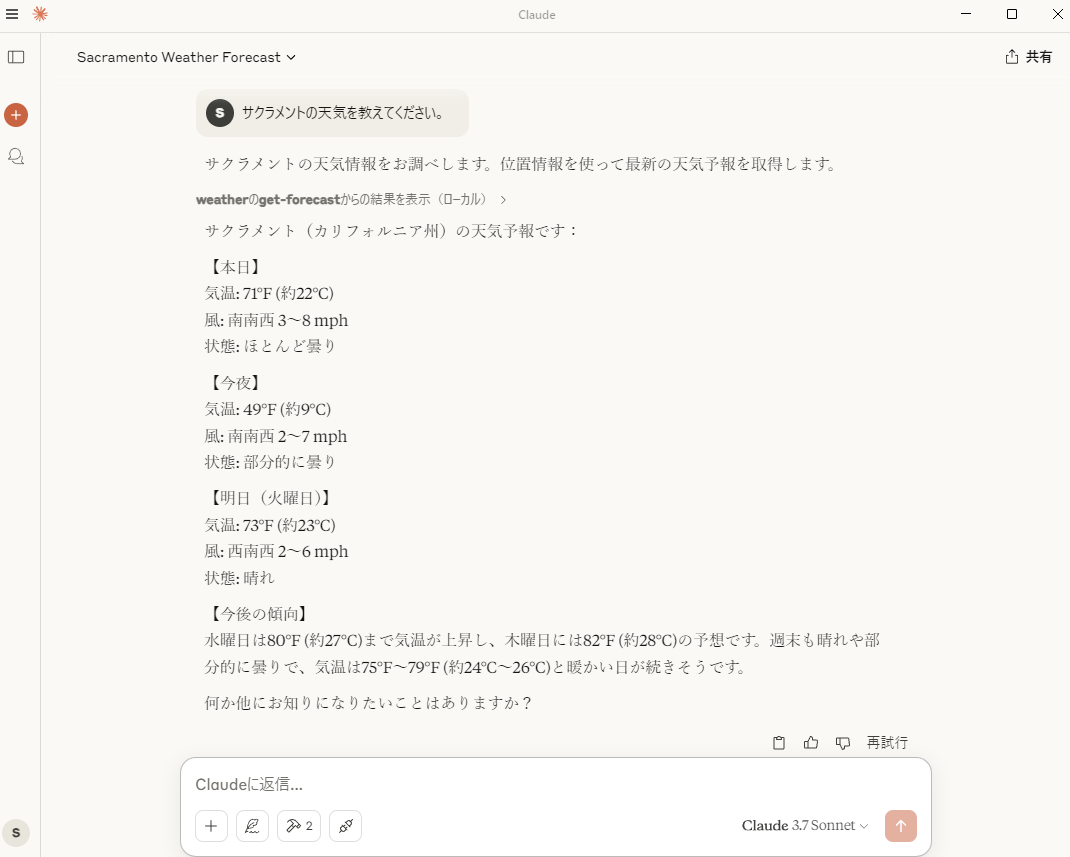 Claude
Sacramento Weather Forecast
共有
S サクラメントの天気を教えてください。
サクラメントの天気情報をお調べします。位置情報を使って最新の天気予報を取得します。
weatherのget-forecastからの結果を表示（ローカル）
サクラメント（カリフォルニア州）の天気予報です：
【本日】
気温: 71°F (約22°C)
風: 南南西 3〜8 mph
状態: ほとんど曇り
【今夜】
気温: 49°F (約9°C)
風: 南南西 2〜7 mph
状態: 部分的に曇り
【明日（火曜日）】
気温: 73°F (約23°C)
風: 西南西 2〜6 mph
状態: 晴れ
【今後の傾向】
水曜日は80°F (約27°C)まで気温が上昇し、木曜日には82°F (約28°C)の予想です。週末も晴れや部
分的に曇りで、気温は75°F〜79°F (約24°C〜26°C)と暖かい日が続きそうです。
何か他にお知りになりたいことはありますか？
再試行
Claudeに返信...
2
Claude 3.7 Sonnet
S